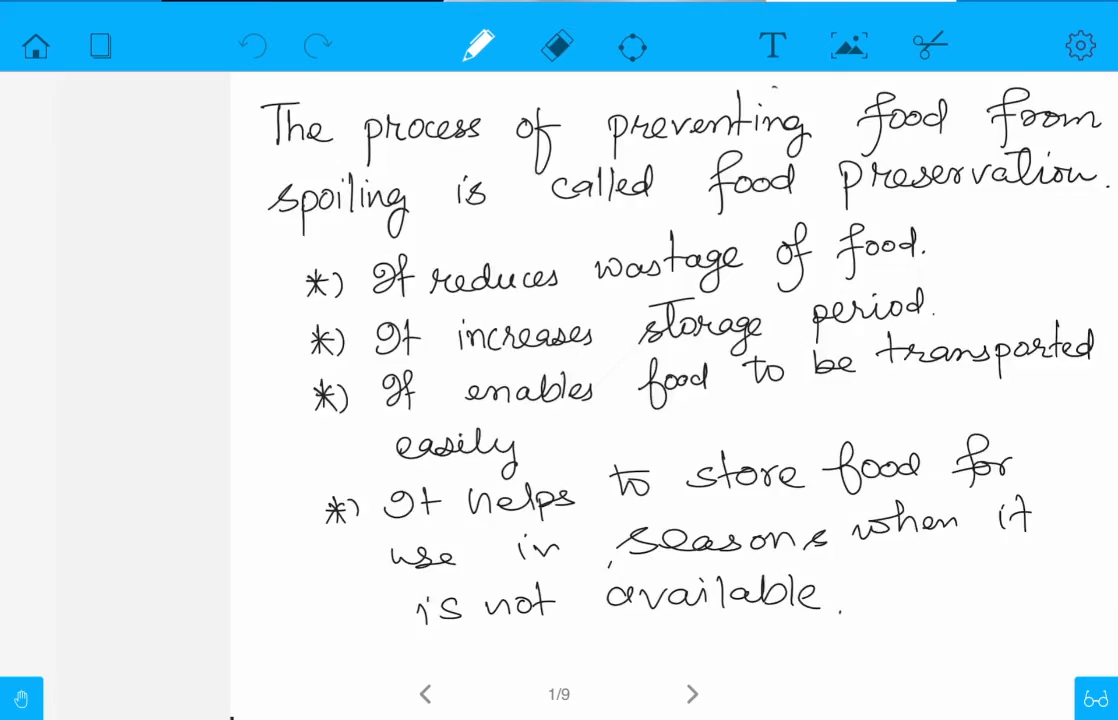 T
The process of preventing food from
spoiling is called food preservation.
*) It reduces wastage of food.
*) It increases storage period.
*) It enables food to be transported
easily
*) It helps to store food for
use in seasons when it
is not available.
1/9